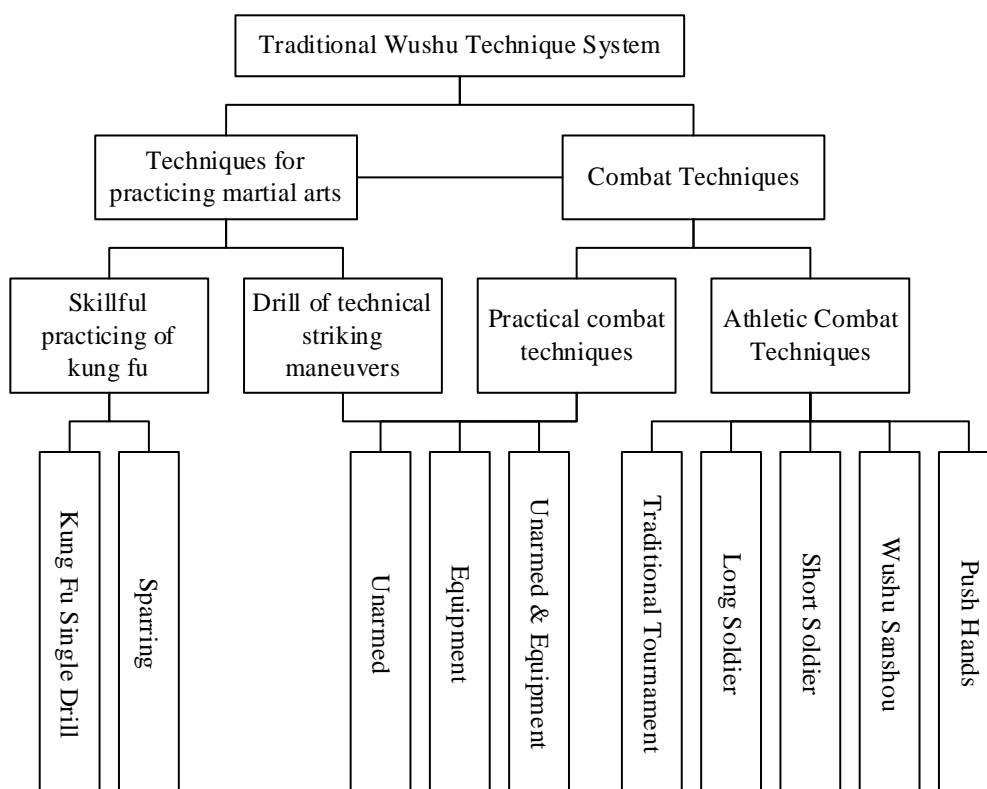 Traditional Wushu Technique System
Techniques for
practicing martial arts
Combat Techniques
Skillful
practicing of
kung fu
Drill of technical
striking
maneuvers
Practical combat
techniques
Athletic Combat
Techniques
Kung Fu Single Drill
Sparring
Unarmed
Equipment
Unarmed & Equipment
Traditional Tournament
Long Soldier
Short Soldier
Wushu Sanshou
Push Hands